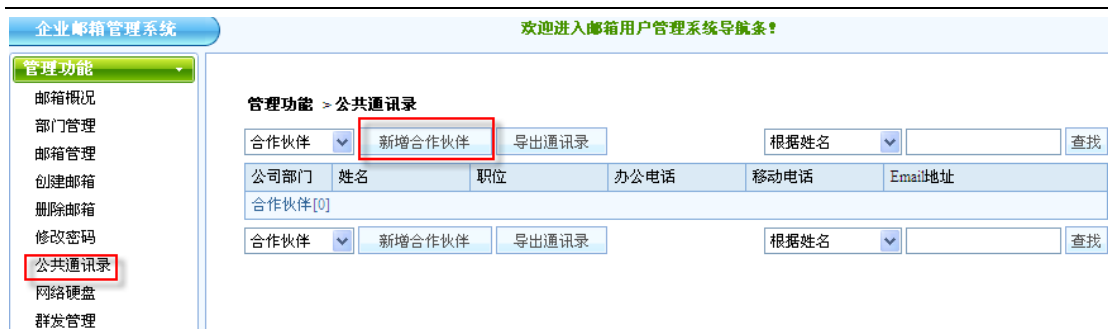 企业邮箱管理系统 欢迎进入邮箱用户管理系统导航条！
管理功能
邮箱概况
部门管理
邮箱管理
创建邮箱
删除邮箱
修改密码
公共通讯录
网络硬盘
群发管理
管理功能 > 公共通讯录
合作伙伴 新增合作伙伴 导出通讯录 根据姓名 查找
公司部门 姓名 职位 办公电话 移动电话 Email地址
合作伙伴[0]
合作伙伴 新增合作伙伴 导出通讯录 根据姓名 查找